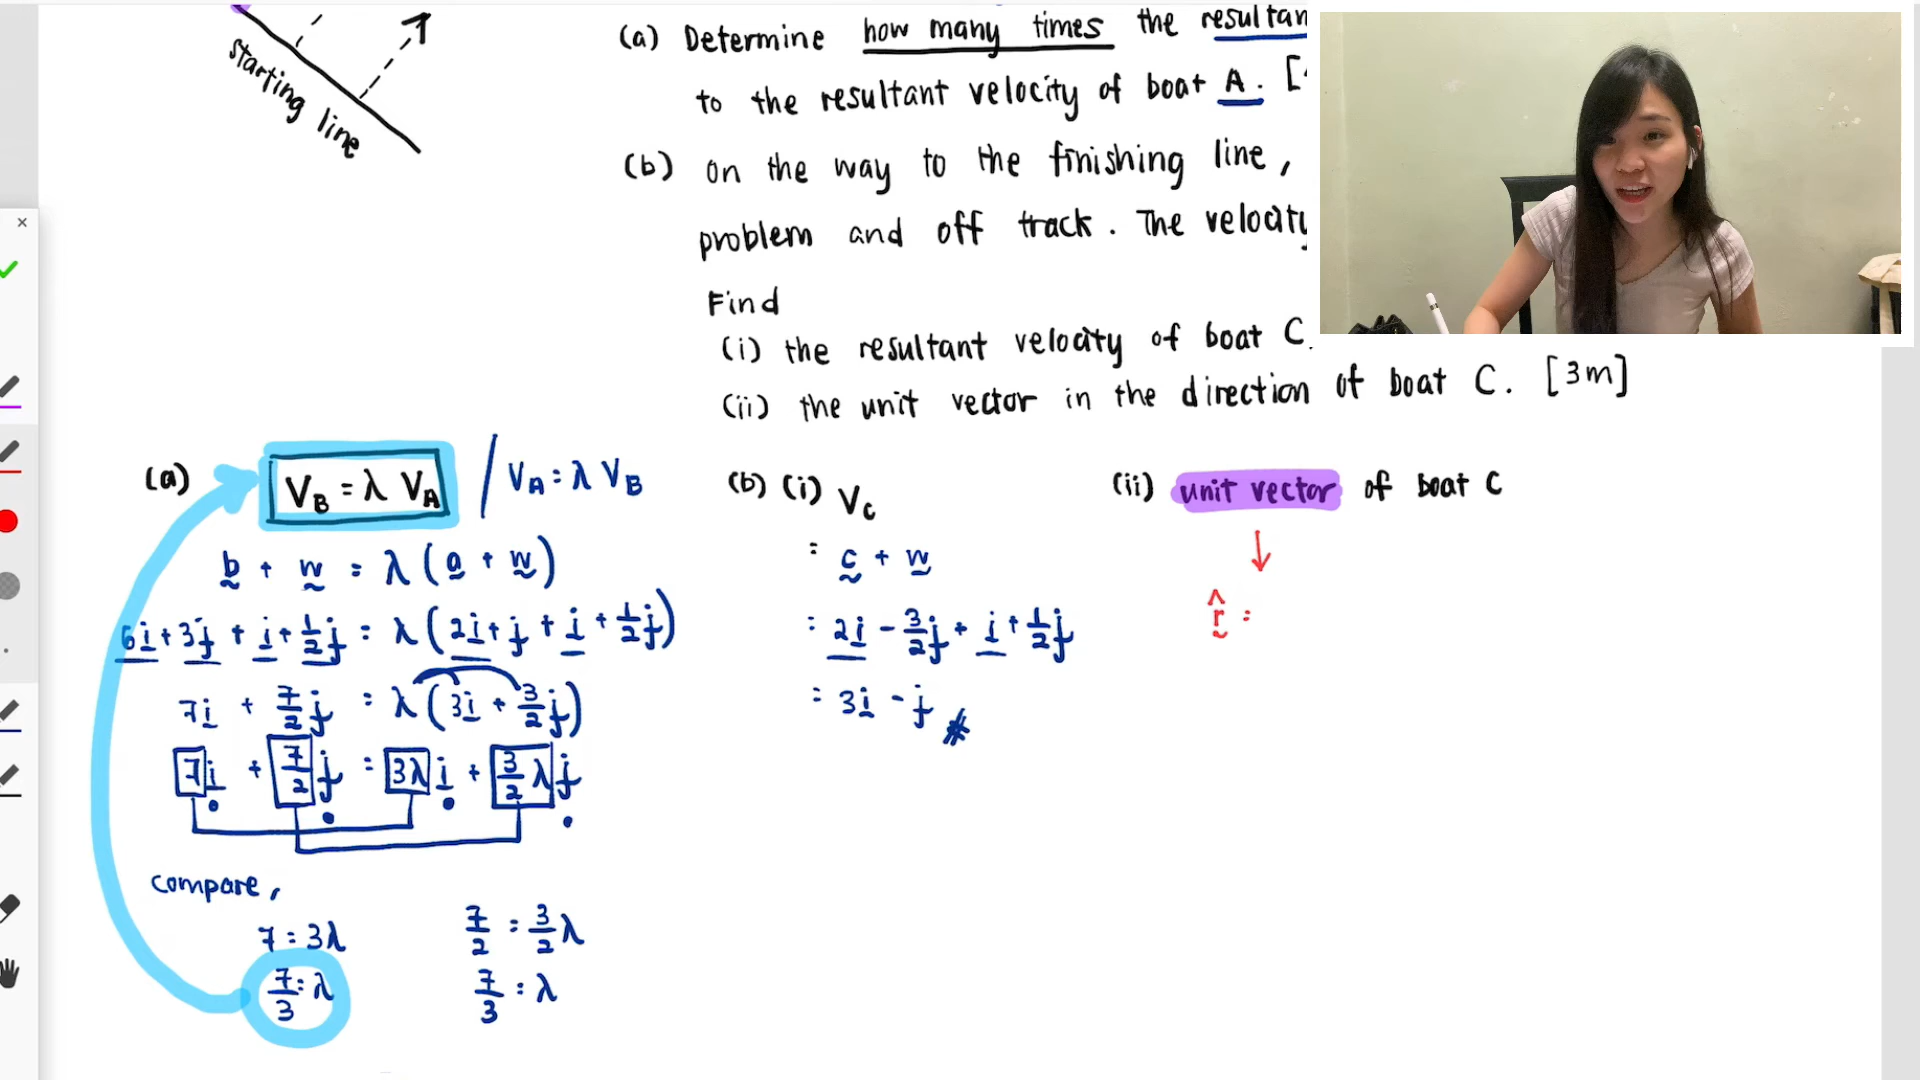 starting line
(a) Determine how many times the resultan
to the resultant velocity of boat A. [
(b) on the way to the finishing line,
problem and off track. The velocity
Find
(i) the resultant velocity of boat C.
(ii) the unit vector in the direction of boat C. [3m]
(a) V_B = λ V_A / V_A = λ V_B
b + w = λ (a + w)
6i + 3j + i + 1/2 j = λ (2i + j + i + 1/2 j)
7i + 7/2 j = λ (3i + 3/2 j)
7i + 7/2 j = 3λ i + 3/2 λ j
compare,
7 = 3λ
7/3 = λ
7/2 = 3/2 λ
7/3 = λ
(b) (i) V_C
= c + w
= 2i - 3/2 j + i + 1/2 j
= 3i - j #
(ii) unit vector of boat C
↓
r̂ =